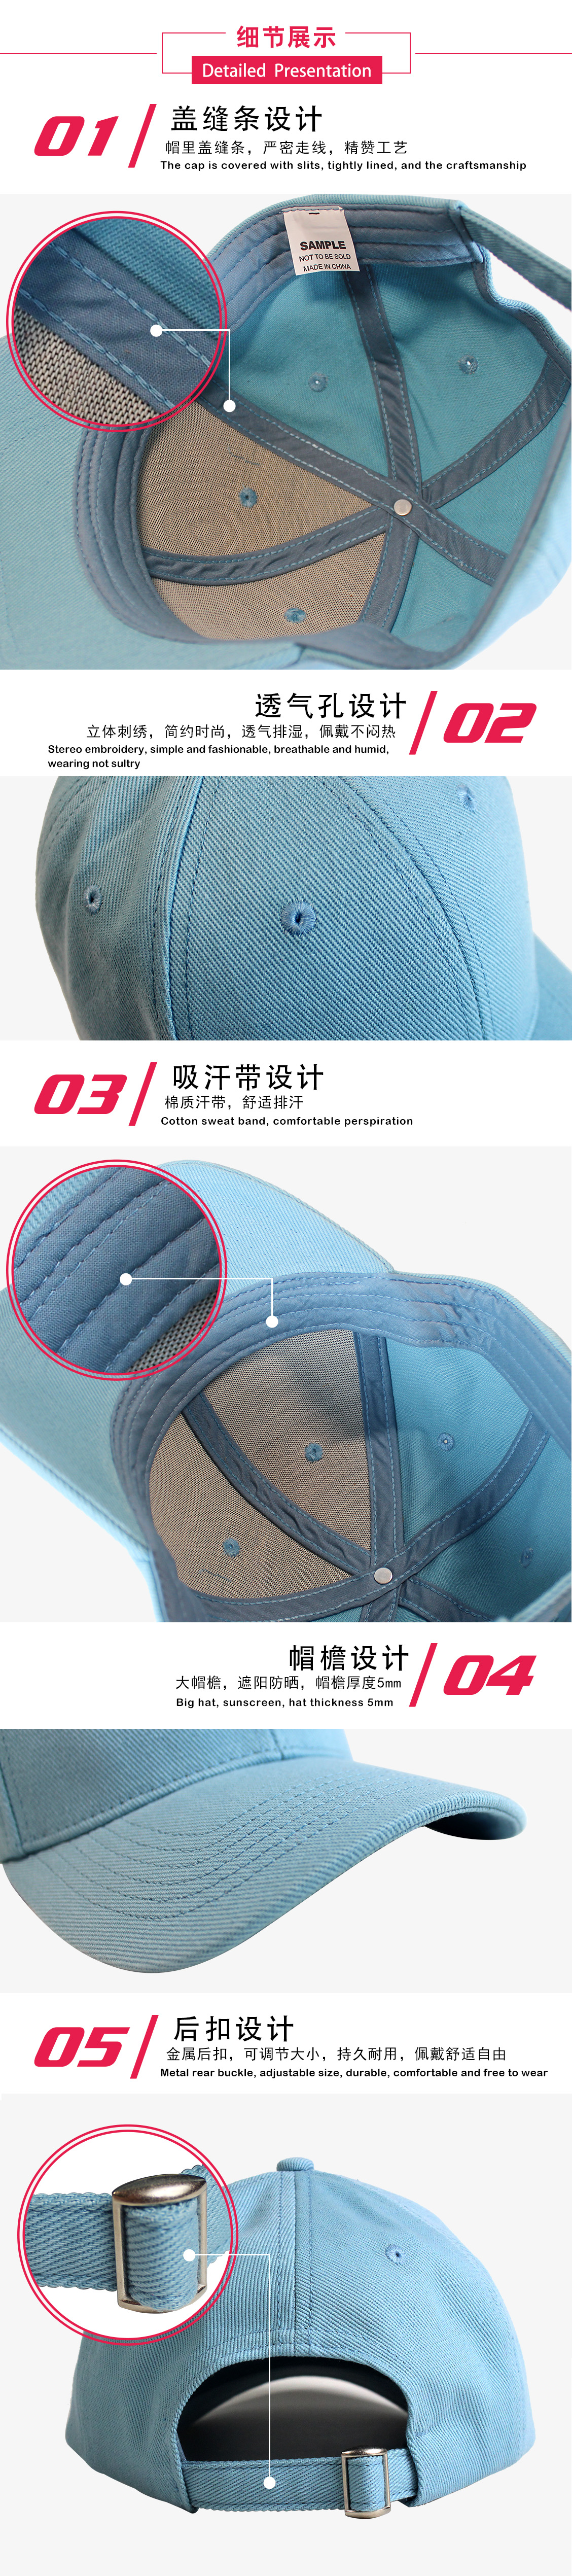 细节展示
Detailed Presentation
01
盖缝条设计
帽里盖缝条，严密走线，精赞工艺
The cap is covered with slits, tightly lined, and the craftsmanship
SAMPLE
NOT TO BE SOLD
MADE IN CHINA
透气孔设计
02
立体刺绣，简约时尚，透气排湿，佩戴不闷热
Stereo embroidery, simple and fashionable, breathable and humid,
wearing not sultry
03
吸汗带设计
棉质汗带，舒适排汗
Cotton sweat band, comfortable perspiration
帽檐设计
04
大帽檐，遮阳防晒，帽檐厚度5mm
Big hat, sunscreen, hat thickness 5mm
05
后扣设计
金属后扣，可调节大小，持久耐用，佩戴舒适自由
Metal rear buckle, adjustable size, durable, comfortable and free to wear